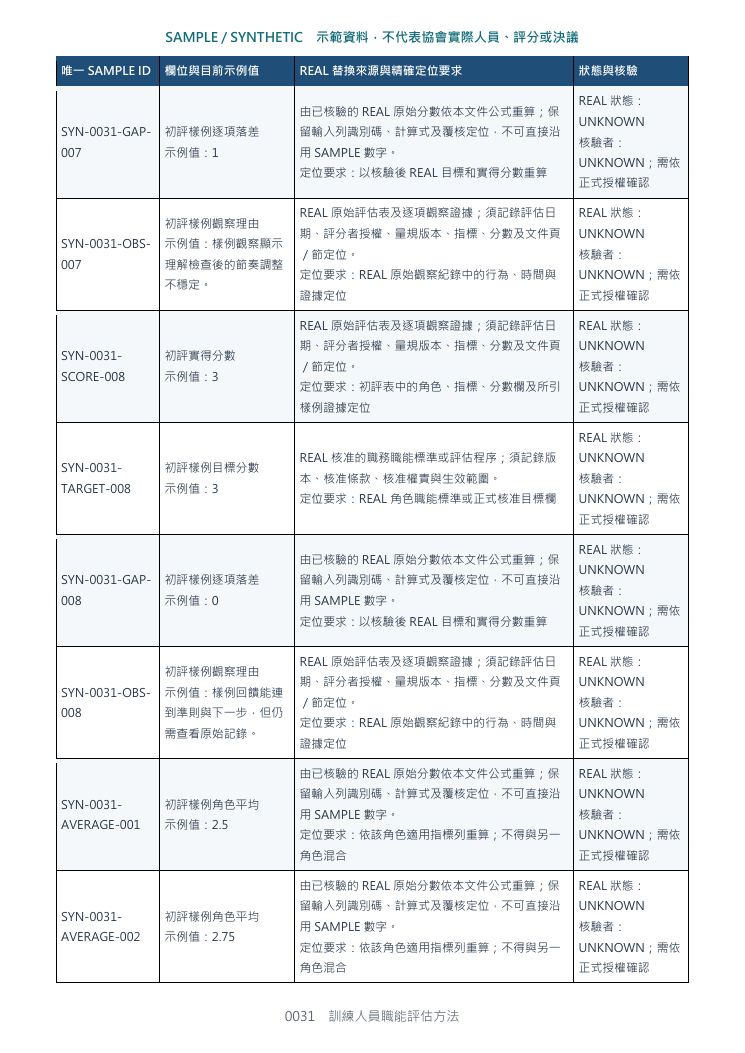 SAMPLE / SYNTHETIC　示範資料，不代表協會實際人員、評分或決議
唯一 SAMPLE ID
欄位與目前示例值
REAL 替換來源與精確定位要求
狀態與核驗
SYN-0031-GAP-
007
初評樣例逐項落差
示例值：1
由已核驗的 REAL 原始分數依本文件公式重算；保
留輸入列識別碼、計算式及覆核定位，不可直接沿
用 SAMPLE 數字。
定位要求：以核驗後 REAL 目標和實得分數重算
REAL 狀態：
UNKNOWN
核驗者：
UNKNOWN；需依
正式授權確認
SYN-0031-OBS-
007
初評樣例觀察理由
示例值：樣例觀察顯示
理解檢查後的節奏調整
不穩定。
REAL 原始評估表及逐項觀察證據；須記錄評估日
期、評分者授權、量規版本、指標、分數及文件頁
／節定位。
定位要求：REAL 原始觀察紀錄中的行為、時間與
證據定位
REAL 狀態：
UNKNOWN
核驗者：
UNKNOWN；需依
正式授權確認
SYN-0031-
SCORE-008
初評實得分數
示例值：3
REAL 原始評估表及逐項觀察證據；須記錄評估日
期、評分者授權、量規版本、指標、分數及文件頁
／節定位。
定位要求：初評表中的角色、指標、分數欄及所引
樣例證據定位
REAL 狀態：
UNKNOWN
核驗者：
UNKNOWN；需依
正式授權確認
SYN-0031-
TARGET-008
初評樣例目標分數
示例值：3
REAL 核准的職務職能標準或評估程序；須記錄版
本、核准條款、核准權責與生效範圍。
定位要求：REAL 角色職能標準或正式核准目標欄
REAL 狀態：
UNKNOWN
核驗者：
UNKNOWN；需依
正式授權確認
SYN-0031-GAP-
008
初評樣例逐項落差
示例值：0
由已核驗的 REAL 原始分數依本文件公式重算；保
留輸入列識別碼、計算式及覆核定位，不可直接沿
用 SAMPLE 數字。
定位要求：以核驗後 REAL 目標和實得分數重算
REAL 狀態：
UNKNOWN
核驗者：
UNKNOWN；需依
正式授權確認
SYN-0031-OBS-
008
初評樣例觀察理由
示例值：樣例回饋能連
到準則與下一步，但仍
需查看原始記錄。
REAL 原始評估表及逐項觀察證據；須記錄評估日
期、評分者授權、量規版本、指標、分數及文件頁
／節定位。
定位要求：REAL 原始觀察紀錄中的行為、時間與
證據定位
REAL 狀態：
UNKNOWN
核驗者：
UNKNOWN；需依
正式授權確認
SYN-0031-
AVERAGE-001
初評樣例角色平均
示例值：2.5
由已核驗的 REAL 原始分數依本文件公式重算；保
留輸入列識別碼、計算式及覆核定位，不可直接沿
用 SAMPLE 數字。
定位要求：依該角色適用指標列重算；不得與另一
角色混合
REAL 狀態：
UNKNOWN
核驗者：
UNKNOWN；需依
正式授權確認
SYN-0031-
AVERAGE-002
初評樣例角色平均
示例值：2.75
由已核驗的 REAL 原始分數依本文件公式重算；保
留輸入列識別碼、計算式及覆核定位，不可直接沿
用 SAMPLE 數字。
定位要求：依該角色適用指標列重算；不得與另一
角色混合
REAL 狀態：
UNKNOWN
核驗者：
UNKNOWN；需依
正式授權確認
0031　訓練人員職能評估方法